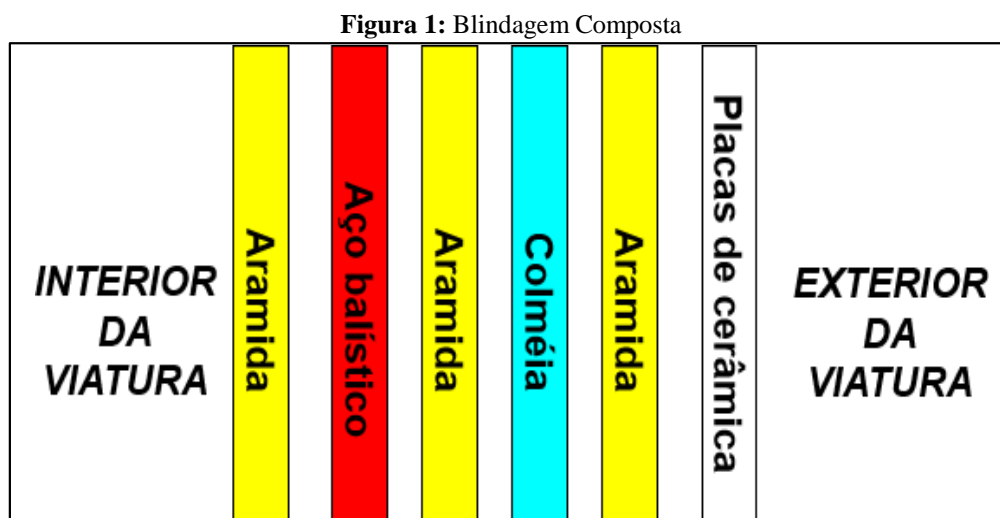 Figura 1: Blindagem Composta
INTERIOR
DA
VIATURA
Aramida
Aço balístico
Aramida
Colméia
Aramida
Placas de cerâmica
EXTERIOR
DA
VIATURA